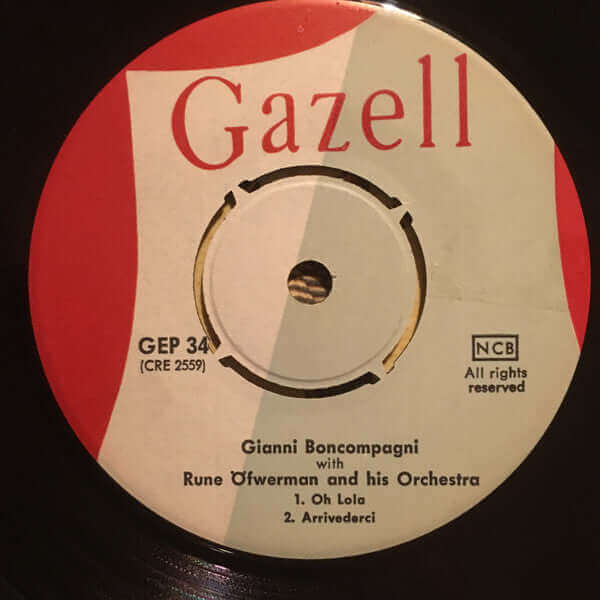 Gazell
GEP 34
(CRE 2559)
NCB
All rights
reserved
Gianni Boncompagni
with
Rune Öfwerman and his Orchestra
1. Oh Lola
2. Arrivederci